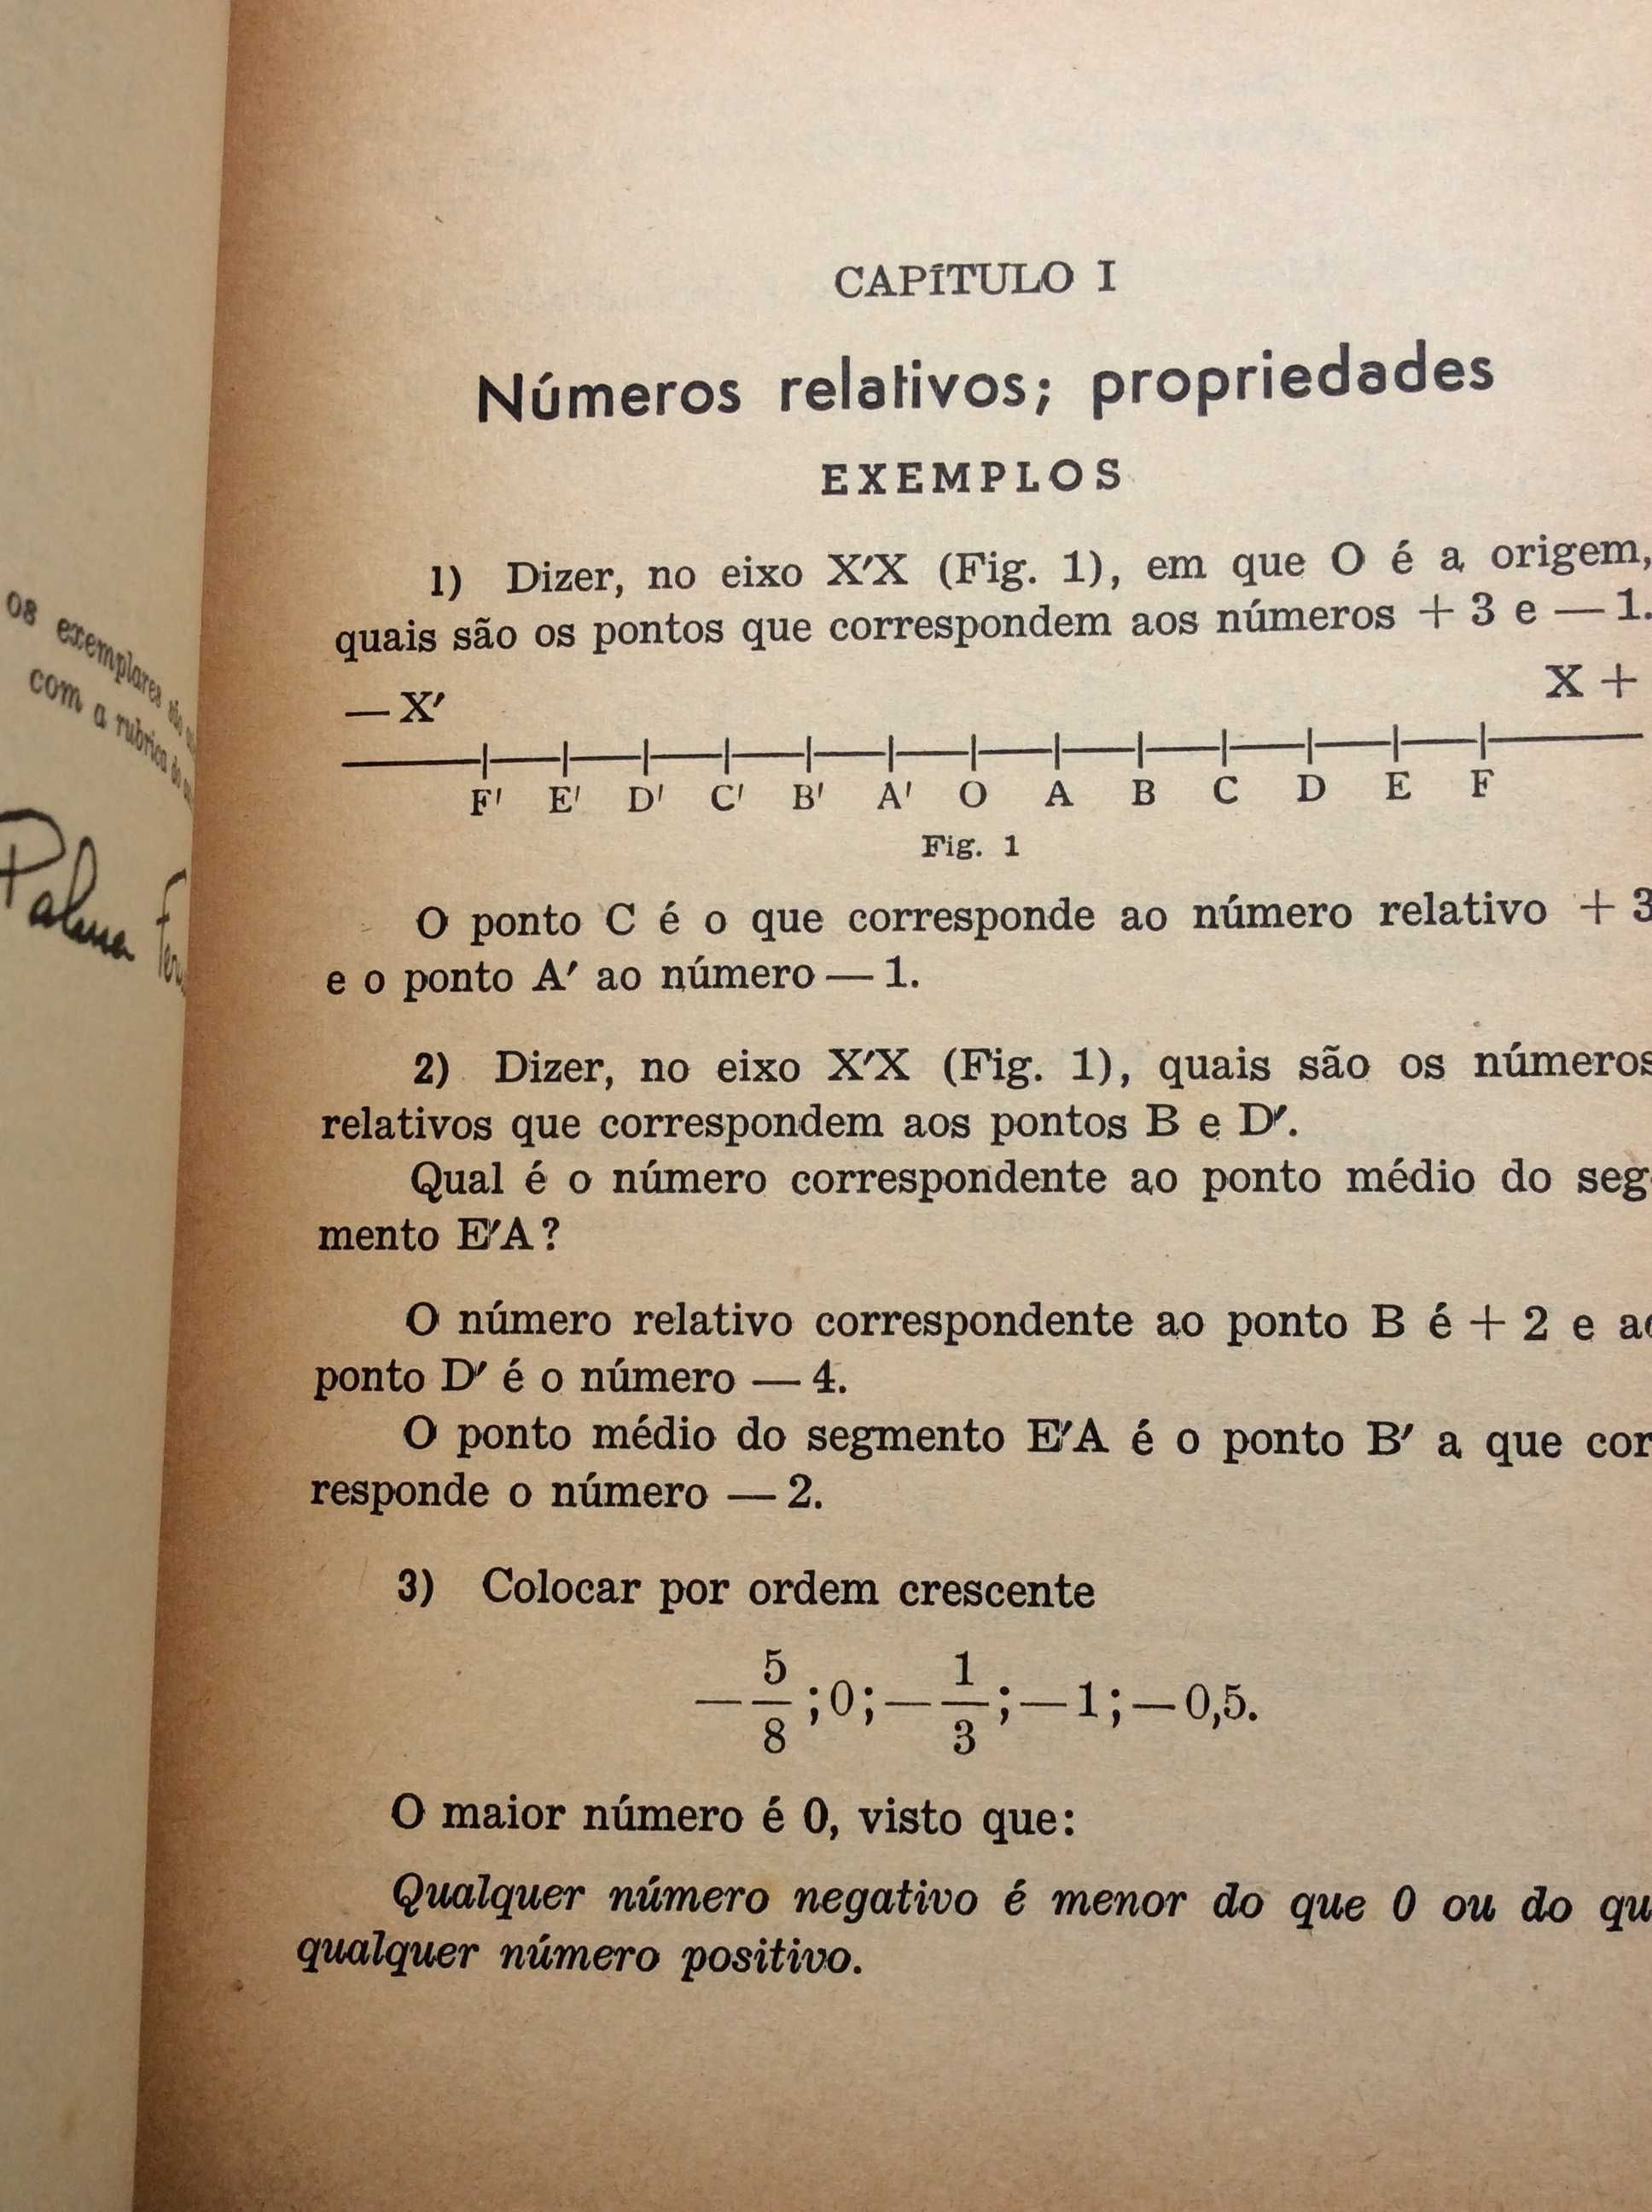 os exemplares são
com a rubrica do
Palma
CAPÍTULO I
Números relativos; propriedades
EXEMPLOS
1) Dizer, no eixo X'X (Fig. 1), em que O é a origem,
quais são os pontos que correspondem aos números + 3 e — 1.
— X' X +
F' E' D' C' B' A' O A B C D E F
Fig. 1
O ponto C é o que corresponde ao número relativo + 3
e o ponto A' ao número — 1.
2) Dizer, no eixo X'X (Fig. 1), quais são os números
relativos que correspondem aos pontos B e D'.
Qual é o número correspondente ao ponto médio do seg-
mento E'A?
O número relativo correspondente ao ponto B é + 2 e ao
ponto D' é o número — 4.
O ponto médio do segmento E'A é o ponto B' a que cor
responde o número — 2.
3) Colocar por ordem crescente
— 5/8 ; 0; — 1/3 ; — 1; — 0,5.
O maior número é 0, visto que:
Qualquer número negativo é menor do que 0 ou do qu
qualquer número positivo.